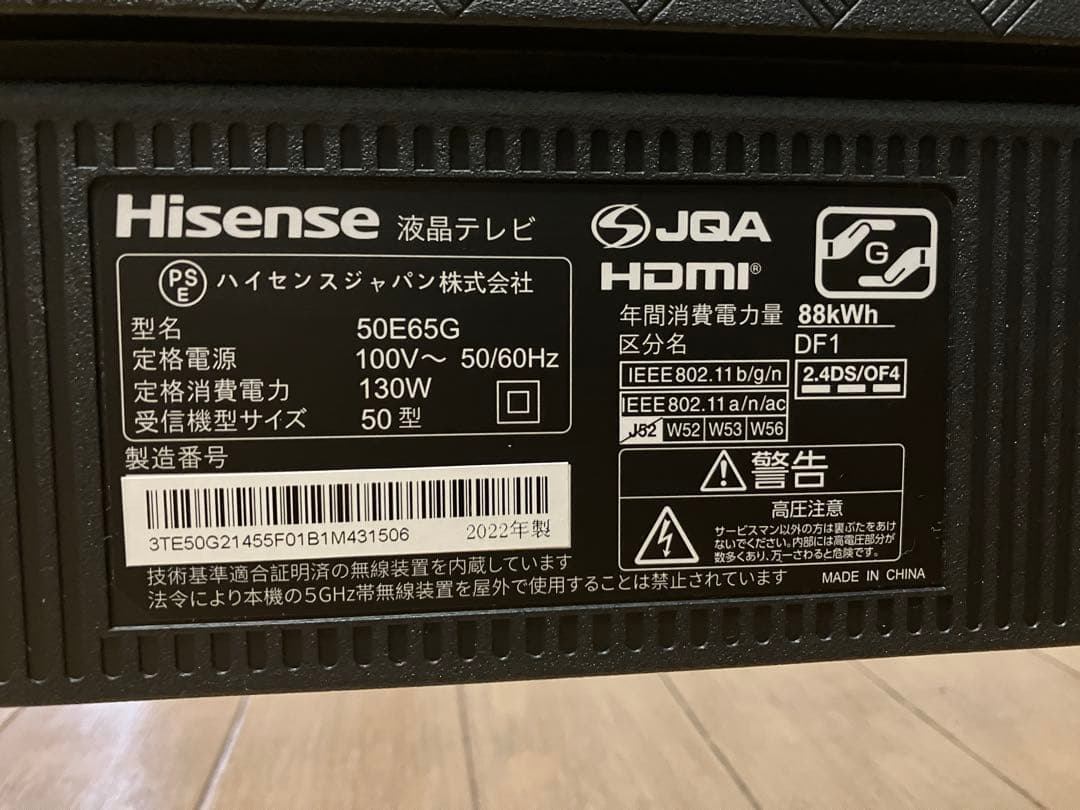 Hisense 液晶テレビ
PSE ハイセンスジャパン株式会社
型名 50E65G
定格電源 100V～ 50/60Hz
定格消費電力 130W
受信機型サイズ 50型
製造番号
3TE50G21455F01B1M431506 2022年製
技術基準適合証明済の無線装置を内蔵しています
法令により本機の5GHz帯無線装置を屋外で使用することは禁止されています
JQA
HDMI®
G
年間消費電力量 88kWh
区分名 DF1
IEEE802.11b/g/n 2.4DS/OF4
IEEE802.11a/n/ac
J52 W52 W53 W56
警告
高圧注意
サービスマン以外の方は裏ぶたをあけ
ないでください。内部には高電圧部分が
数多くあり、万一さわると危険です。
MADE IN CHINA